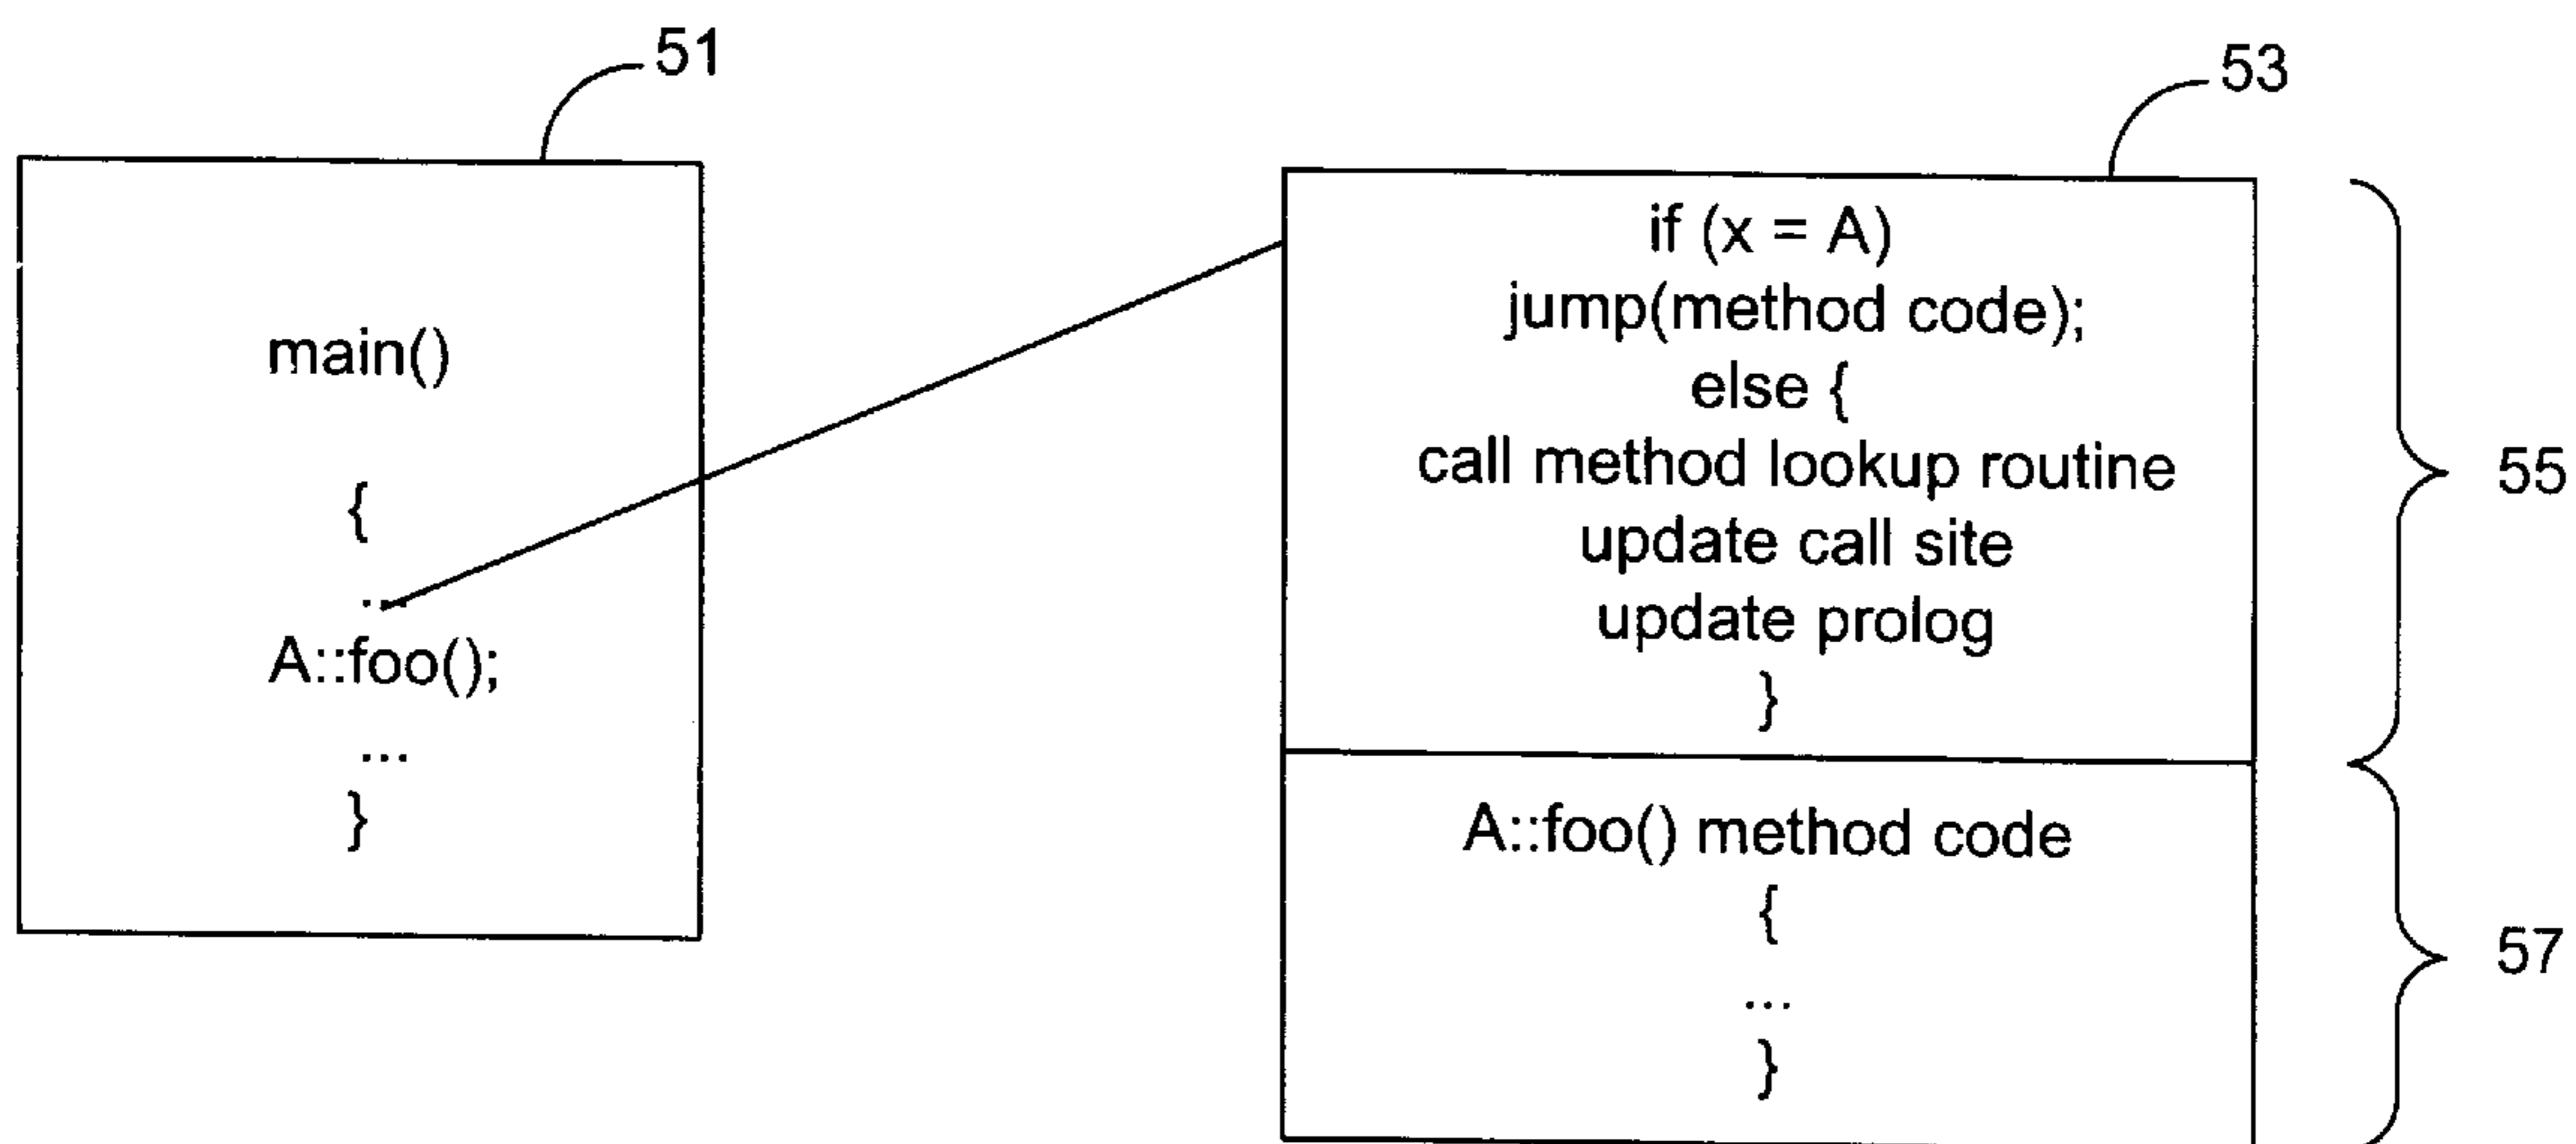 51
main()
{
...
A::foo();
...
}
53
if (x = A)
jump(method code);
else {
call method lookup routine
update call site
update prolog
}
55
A::foo() method code
{
...
}
57